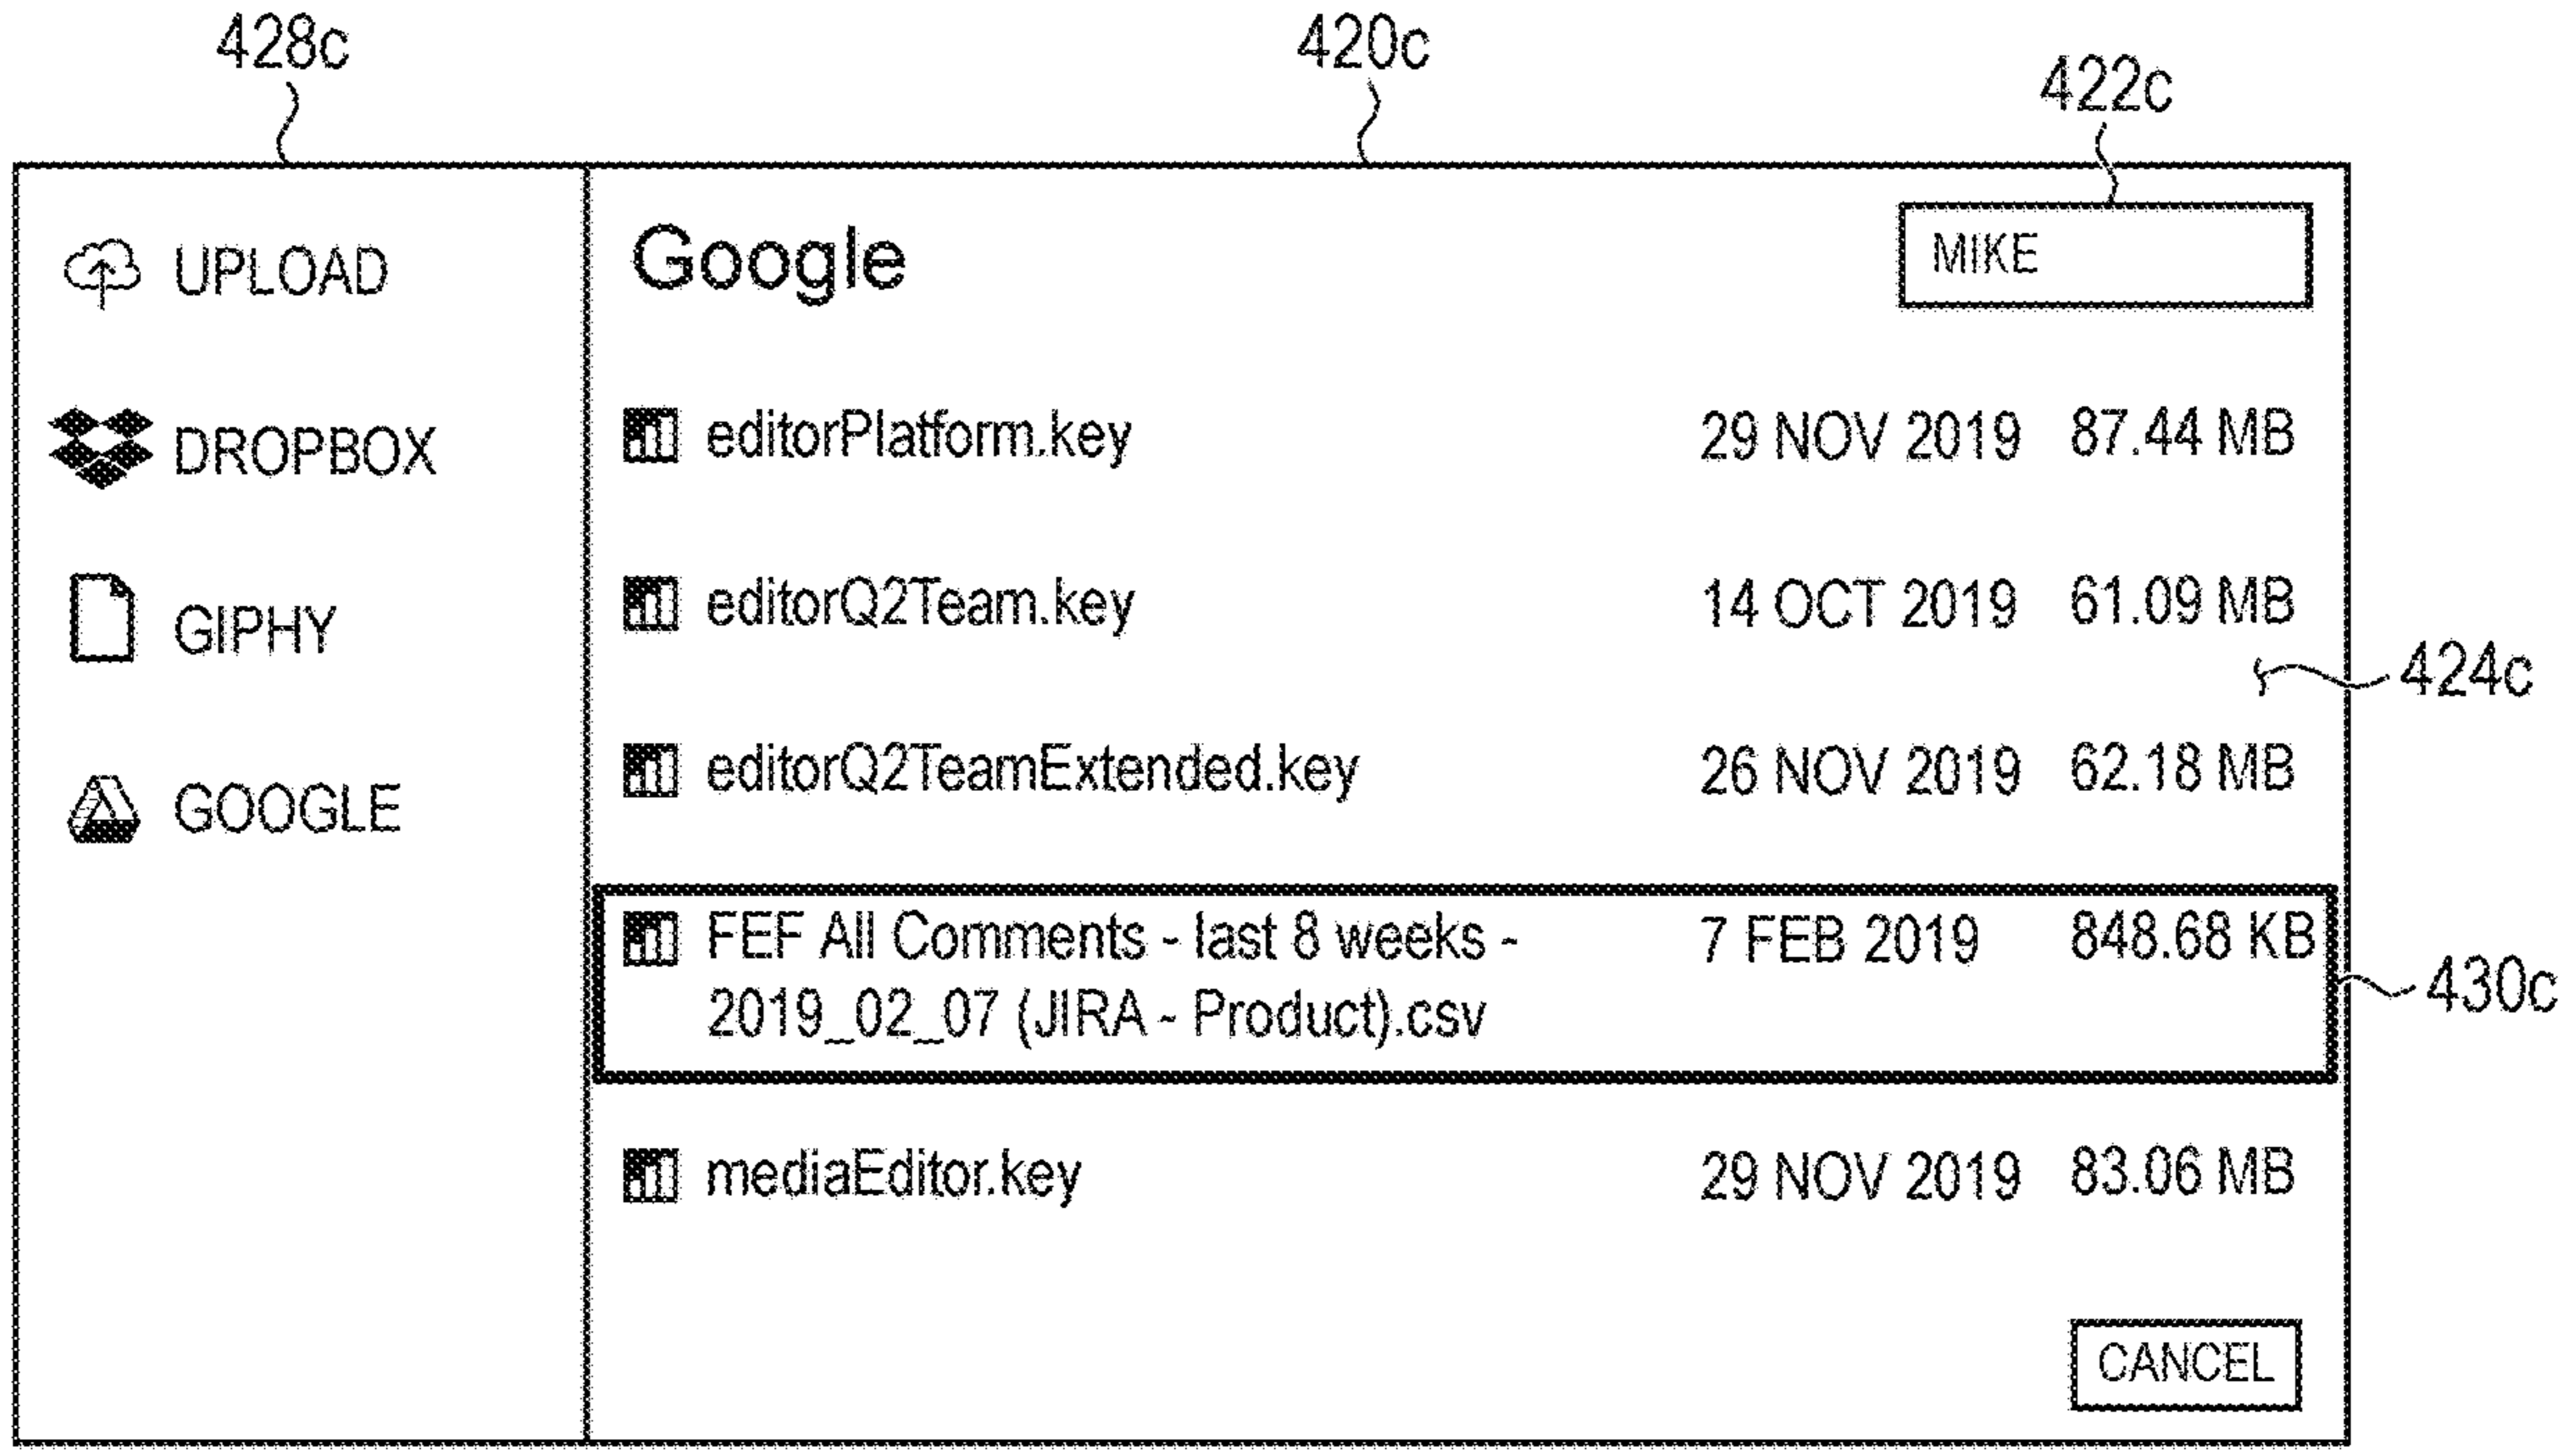 428c
420c
422c
UPLOAD
DROPBOX
GIPHY
GOOGLE
Google
MIKE
editorPlatform.key 29 NOV 2019 87.44 MB
editorQ2Team.key 14 OCT 2019 61.09 MB
424c
editorQ2TeamExtended.key 26 NOV 2019 62.18 MB
FEF All Comments - last 8 weeks - 7 FEB 2019 848.68 KB
2019_02_07 (JIRA - Product).csv
430c
mediaEditor.key 29 NOV 2019 83.06 MB
CANCEL